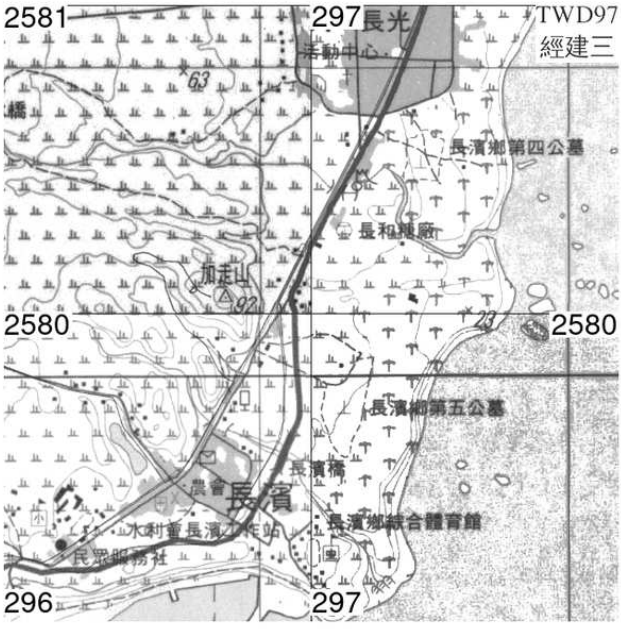 2581
297
TWD97
經建三
長光
活動中心
63
橋
長濱鄉第四公墓
長和糖廠
加走山
92
23
2580
2580
長濱鄉第五公墓
長濱橋
農會
長濱
小
長濱鄉綜合體育館
水利會長濱工作站
民眾服務社
296
297